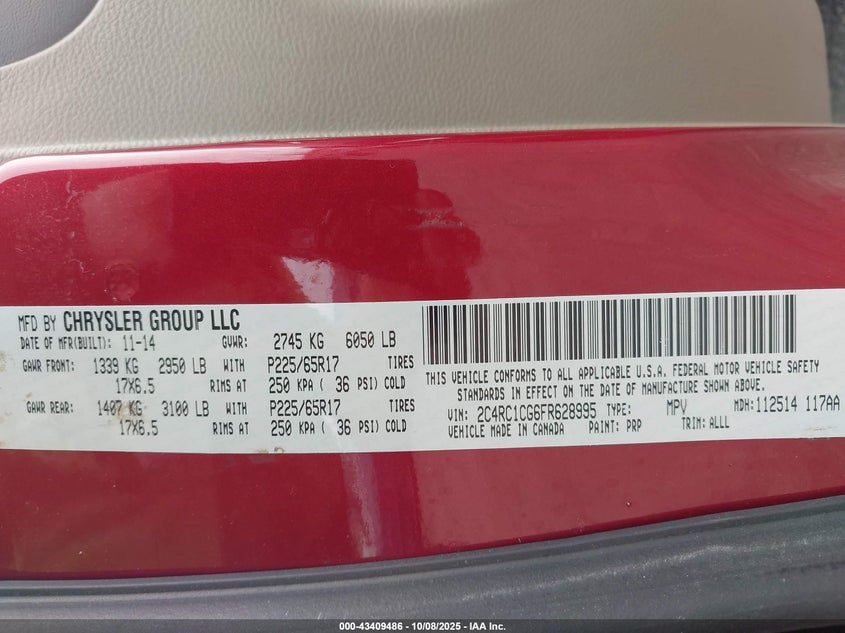 MFD BY CHRYSLER GROUP LLC
DATE OF MFR(BUILT): 11-14 GVWR: 2745 KG 6050 LB
GAWR FRONT: 1339 KG 2950 LB WITH P225/65R17 TIRES
17X6.5 RIMS AT 250 KPA ( 36 PSI) COLD
GAWR REAR: 1407 KG 3100 LB WITH P225/65R17 TIRES
17X6.5 RIMS AT 250 KPA ( 36 PSI) COLD
THIS VEHICLE CONFORMS TO ALL APPLICABLE U.S.A. FEDERAL MOTOR VEHICLE SAFETY
STANDARDS IN EFFECT ON THE DATE OF MANUFACTURE SHOWN ABOVE.
VIN: 2C4RC1CG6FR628995 TYPE: MPV MDH: 112514 117AA
VEHICLE MADE IN CANADA PAINT: PRP TRIM: ALLL
000-43409486 - 10/08/2025 - IAA Inc.